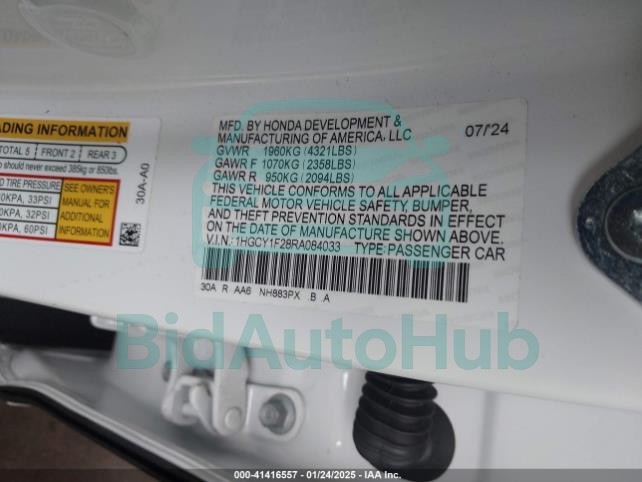 ADING INFORMATION
TOTAL 5 FRONT 2 REAR 3
should never exceed 385kg or 850lbs.
D TIRE PRESSURE
0KPA, 33PSI
0KPA, 32PSI
0KPA, 60PSI
SEE OWNER'S
MANUAL FOR
ADDITIONAL
INFORMATION
30A-A0
MFD. BY HONDA DEVELOPMENT &
MANUFACTURING OF AMERICA, LLC
07/'24
GVWR 1960KG (4321LBS)
GAWR F 1070KG (2358LBS)
GAWR R 950KG (2094LBS)
THIS VEHICLE CONFORMS TO ALL APPLICABLE
FEDERAL MOTOR VEHICLE SAFETY, BUMPER,
AND THEFT PREVENTION STANDARDS IN EFFECT
ON THE DATE OF MANUFACTURE SHOWN ABOVE.
V.I.N.: 1HGCY1F28RA084033 TYPE:PASSENGER CAR
30A R AA6 NH883PX B A
BidAutoHub
000-41416557 - 01/24/2025 - IAA Inc.